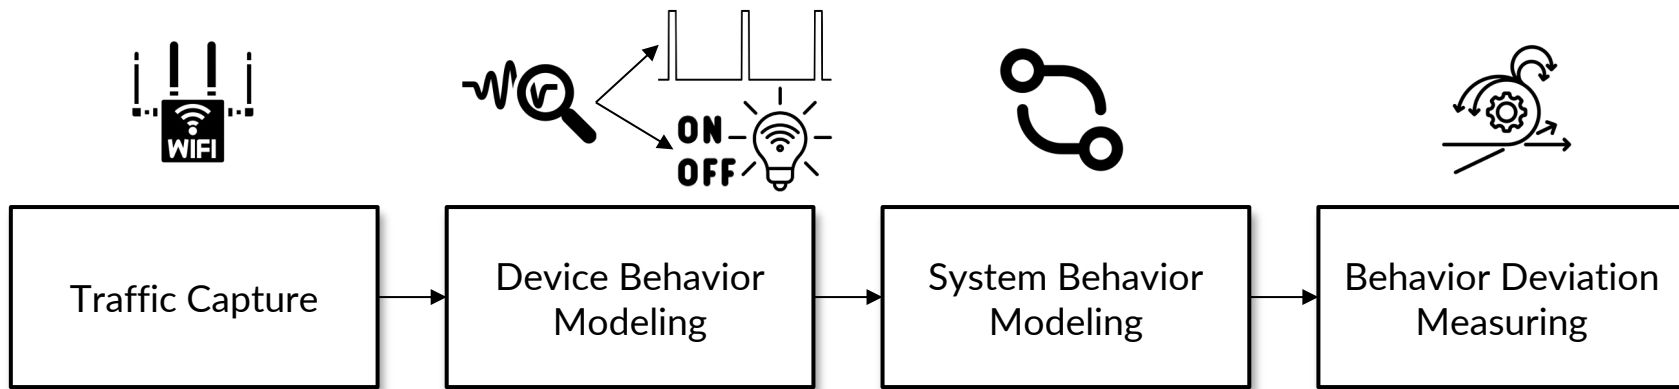 WIFI
ON
OFF
Traffic Capture
Device Behavior
Modeling
System Behavior
Modeling
Behavior Deviation
Measuring